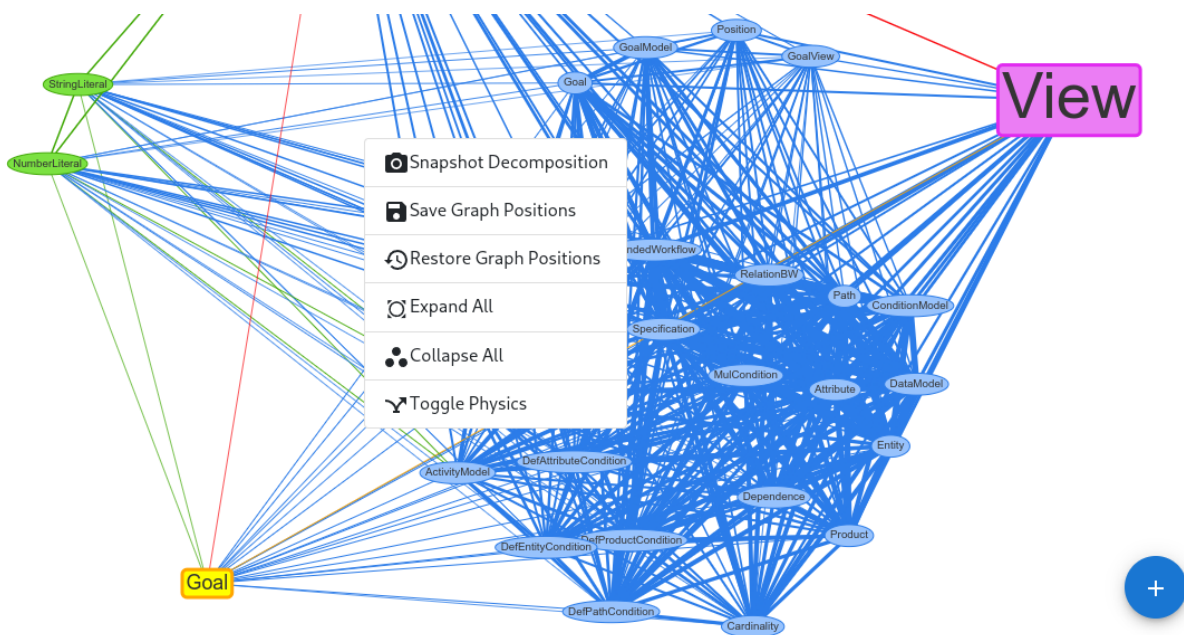 Position
GoalModel
GoalView
Goal
StringLiteral
View
NumberLiteral
Snapshot Decomposition
Save Graph Positions
Restore Graph Positions
Expand All
Collapse All
Toggle Physics
ndedWorkflow
RelationBW
Path
ConditionModel
Specification
MulCondition
Attribute
DataModel
Entity
DefAttributeCondition
ActivityModel
Dependence
Product
DefEntityCondition
DefProductCondition
Goal
DefPathCondition
Cardinality
+